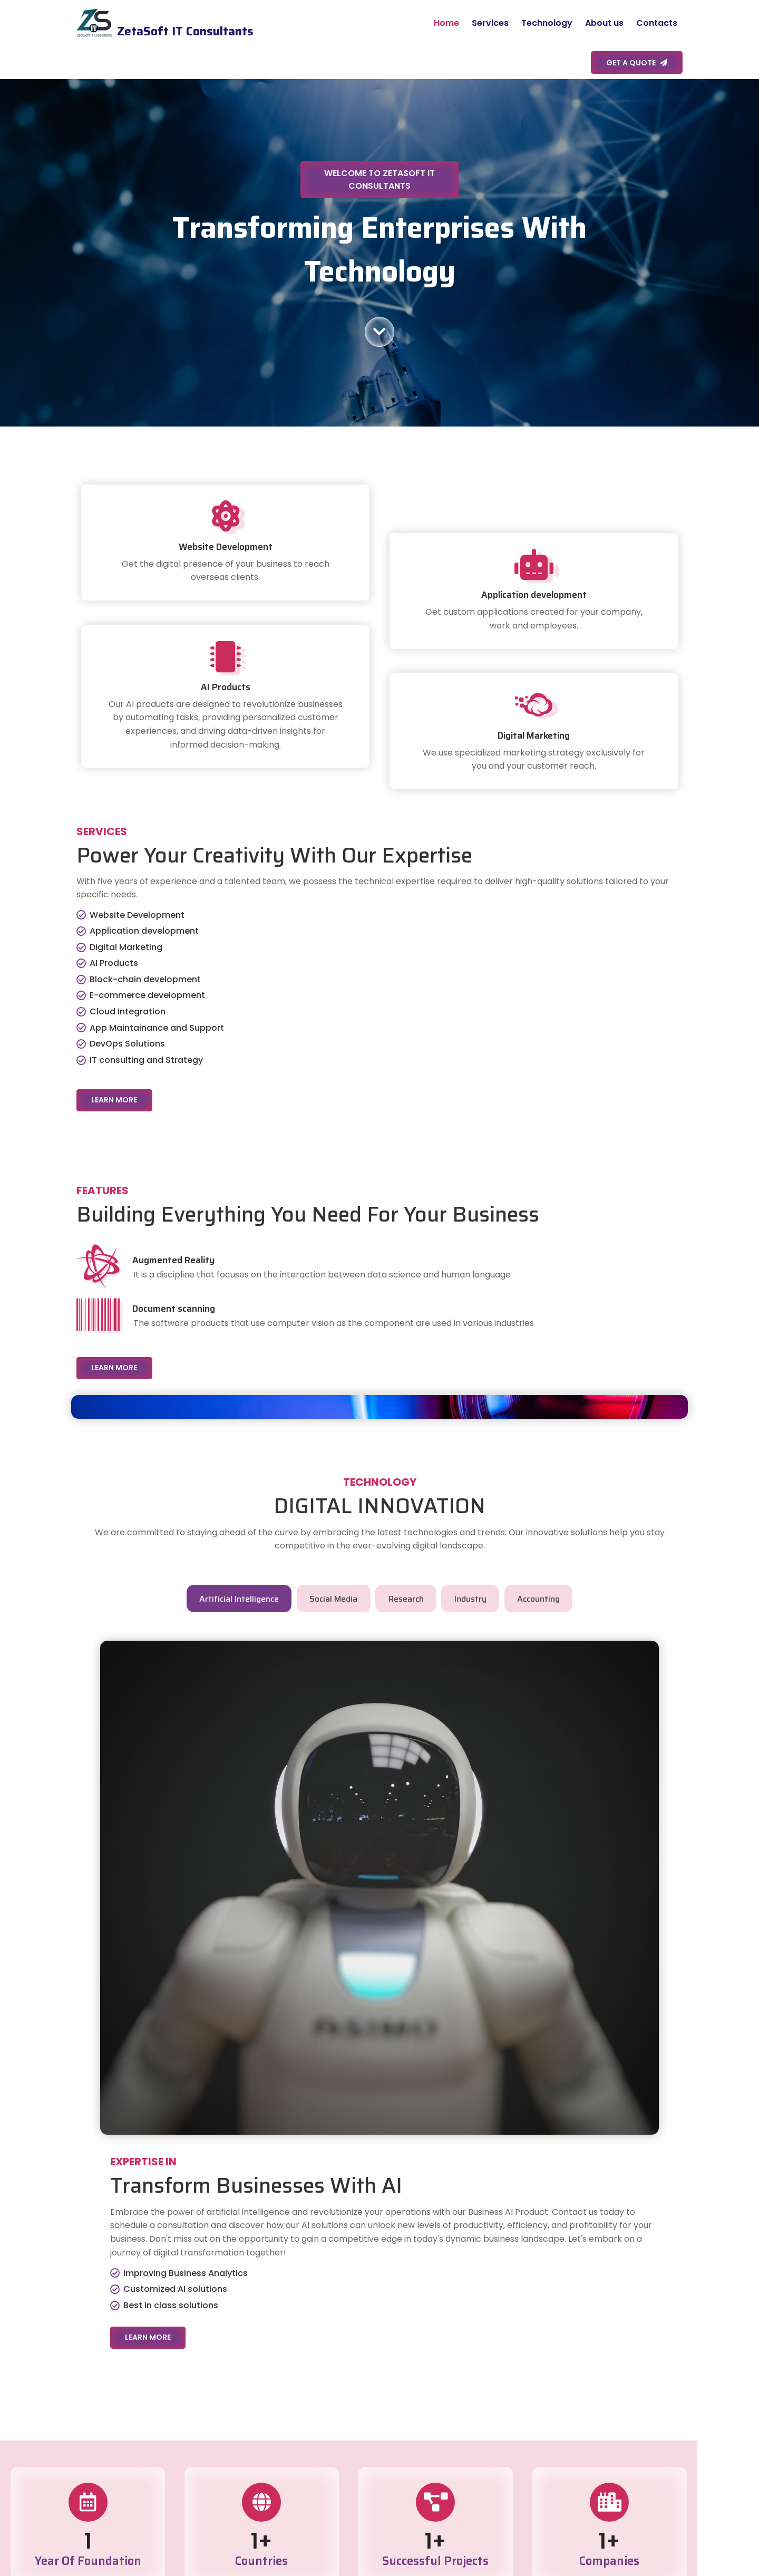 ZS
IT
ZetaSoft IT Consultants
ZetaSoft IT Consultants
Home
Services
Technology
About us
Contacts
GET A QUOTE
WELCOME TO ZETASOFT IT
CONSULTANTS
Transforming Enterprises With
Technology
Website Development
Get the digital presence of your business to reach
overseas clients.
Application development
Get custom applications created for your company,
work and employees.
AI Products
Our AI products are designed to revolutionize businesses
by automating tasks, providing personalized customer
experiences, and driving data-driven insights for
informed decision-making.
Digital Marketing
We use specialized marketing strategy exclusively for
you and your customer reach.
SERVICES
Power Your Creativity With Our Expertise
With five years of experience and a talented team, we possess the technical expertise required to deliver high-quality solutions tailored to your
specific needs.
Website Development
Application development
Digital Marketing
AI Products
Block-chain development
E-commerce development
Cloud Integration
App Maintainance and Support
DevOps Solutions
IT consulting and Strategy
LEARN MORE
FEATURES
Building Everything You Need For Your Business
Augmented Reality
It is a discipline that focuses on the interaction between data science and human language
Document scanning
The software products that use computer vision as the component are used in various industries
LEARN MORE
TECHNOLOGY
DIGITAL INNOVATION
We are committed to staying ahead of the curve by embracing the latest technologies and trends. Our innovative solutions help you stay
competitive in the ever-evolving digital landscape.
Artificial Intelligence
Social Media
Research
Industry
Accounting
EXPERTISE IN
Transform Businesses With AI
Embrace the power of artificial intelligence and revolutionize your operations with our Business AI Product. Contact us today to
schedule a consultation and discover how our AI solutions can unlock new levels of productivity, efficiency, and profitability for your
business. Don't miss out on the opportunity to gain a competitive edge in today's dynamic business landscape. Let's embark on a
journey of digital transformation together!
Improving Business Analytics
Customized AI solutions
Best in class solutions
LEARN MORE
1
Year Of Foundation
1+
Countries
1+
Successful Projects
1+
Companies